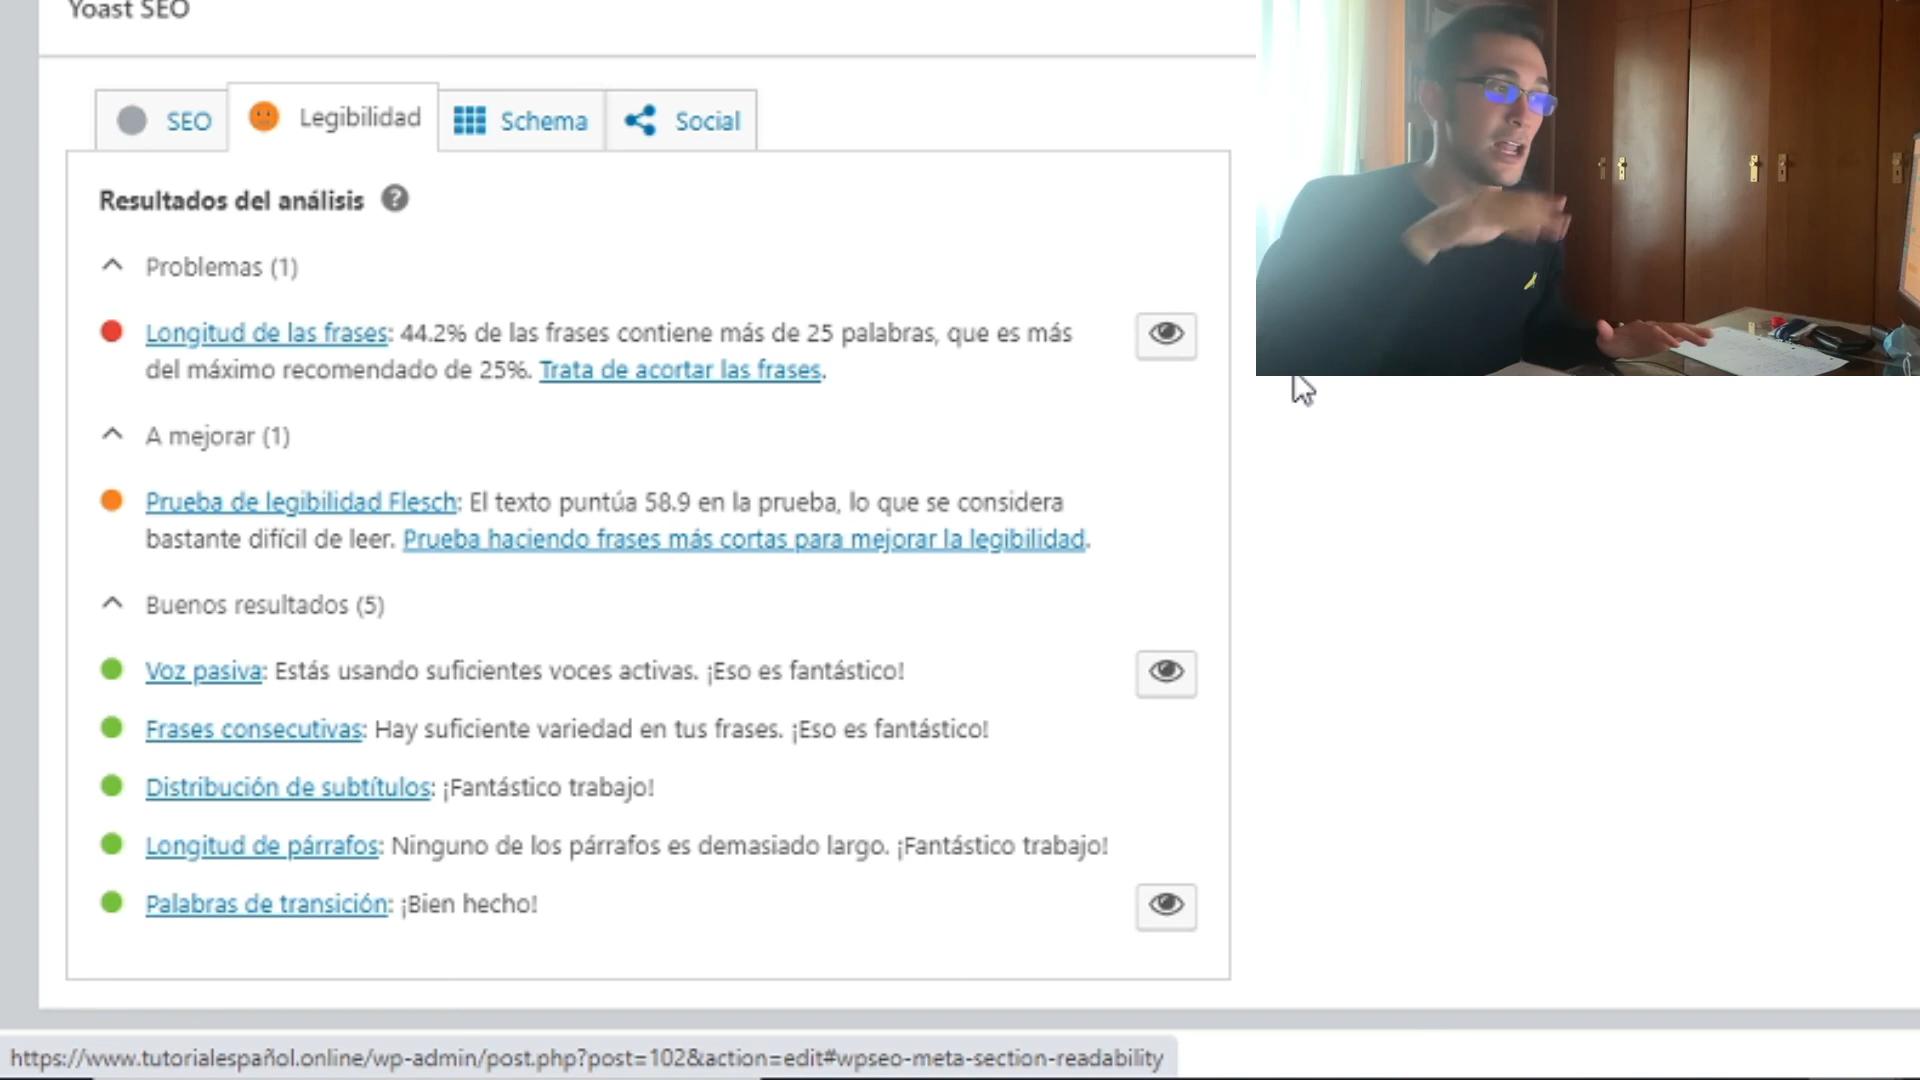 Yoast SEO
SEO
Legibilidad
Schema
Social
Resultados del análisis ?
Problemas (1)
Longitud de las frases: 44.2% de las frases contiene más de 25 palabras, que es más
del máximo recomendado de 25%. Trata de acortar las frases.
A mejorar (1)
Prueba de legibilidad Flesch: El texto puntúa 58.9 en la prueba, lo que se considera
bastante difícil de leer. Prueba haciendo frases más cortas para mejorar la legibilidad.
Buenos resultados (5)
Voz pasiva: Estás usando suficientes voces activas. ¡Eso es fantástico!
Frases consecutivas: Hay suficiente variedad en tus frases. ¡Eso es fantástico!
Distribución de subtítulos: ¡Fantástico trabajo!
Longitud de párrafos: Ninguno de los párrafos es demasiado largo. ¡Fantástico trabajo!
Palabras de transición: ¡Bien hecho!
https://www.tutorialespañol.online/wp-admin/post.php?post=102&action=edit#wpseo-meta-section-readability